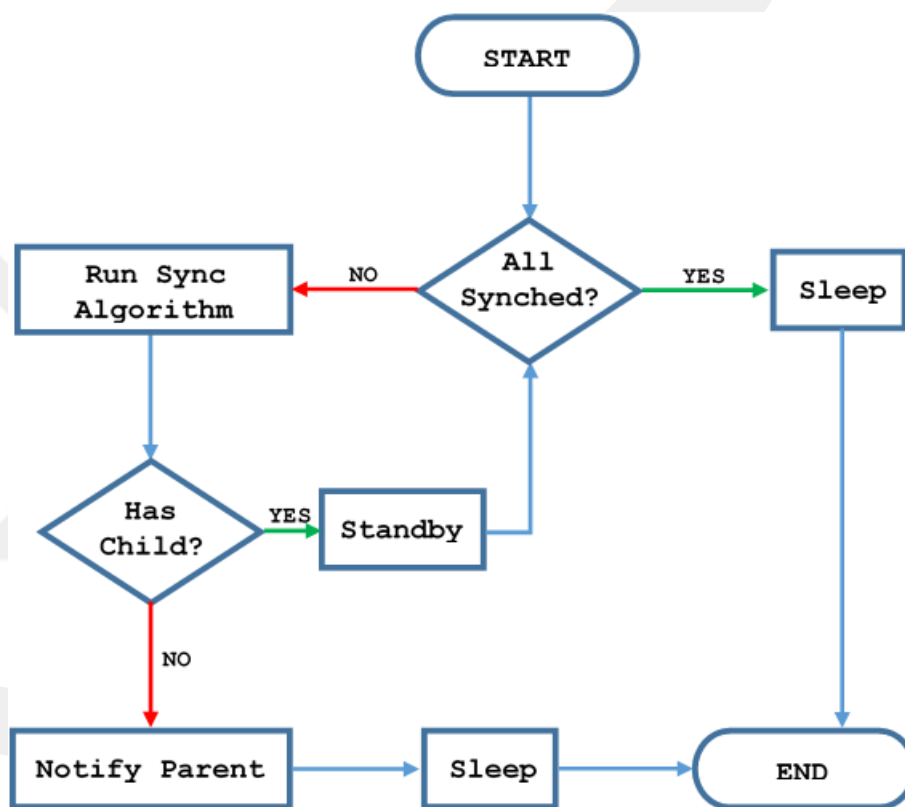 START
All
Synched?
NO
YES
Run Sync
Algorithm
Sleep
Has
Child?
YES
Standby
NO
Notify Parent
Sleep
END